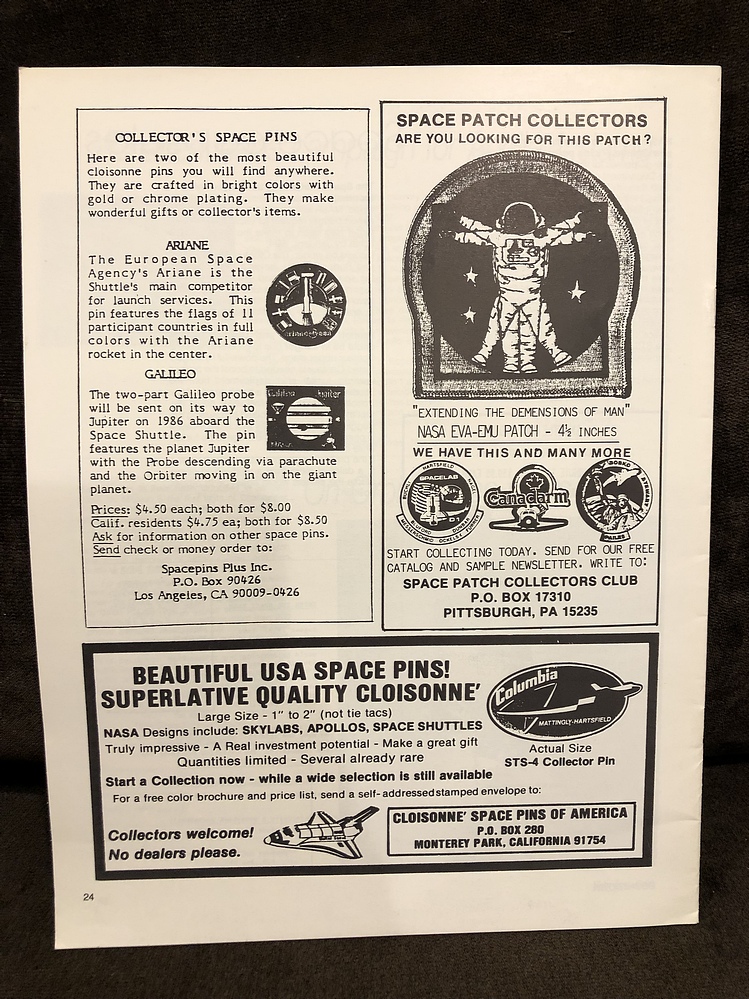 COLLECTOR'S SPACE PINS
Here are two of the most beautiful
cloisonne pins you will find anywhere.
They are crafted in bright colors with
gold or chrome plating. They make
wonderful gifts or collector's items.
ARIANE
The European Space
Agency's Ariane is the
Shuttle's main competitor
for launch services. This
pin features the flags of 11
participant countries in full
colors with the Ariane
rocket in the center.
GALILEO
The two-part Galileo probe
will be sent on its way to
Jupiter on 1986 aboard the
Space Shuttle. The pin
features the planet Jupiter
with the Probe descending via parachute
and the Orbiter moving in on the giant
planet.
Galileo Jupiter
Prices: $4.50 each; both for $8.00
Calif. residents $4.75 ea; both for $8.50
Ask for information on other space pins.
Send check or money order to:
Spacepins Plus Inc.
P.O. Box 90426
Los Angeles, CA 90009-0426
SPACE PATCH COLLECTORS
ARE YOU LOOKING FOR THIS PATCH?
"EXTENDING THE DEMENSIONS OF MAN"
NASA EVA-EMU PATCH - 4½ INCHES
WE HAVE THIS AND MANY MORE
HARTSFIELD
SPACELAB
D1
Canadarm
START COLLECTING TODAY. SEND FOR OUR FREE
CATALOG AND SAMPLE NEWSLETTER. WRITE TO:
SPACE PATCH COLLECTORS CLUB
P.O. BOX 17310
PITTSBURGH, PA 15235
BEAUTIFUL USA SPACE PINS!
SUPERLATIVE QUALITY CLOISONNE'
Large Size - 1" to 2" (not tie tacs)
NASA Designs include: SKYLABS, APOLLOS, SPACE SHUTTLES
Truly impressive - A Real investment potential - Make a great gift
Quantities limited - Several already rare
Start a Collection now - while a wide selection is still available
For a free color brochure and price list, send a self-addressed stamped envelope to:
Columbia
MATTINGLY-HARTSFIELD
Actual Size
STS-4 Collector Pin
Collectors welcome!
No dealers please.
CLOISONNE' SPACE PINS OF AMERICA
P.O. BOX 280
MONTEREY PARK, CALIFORNIA 91754
24